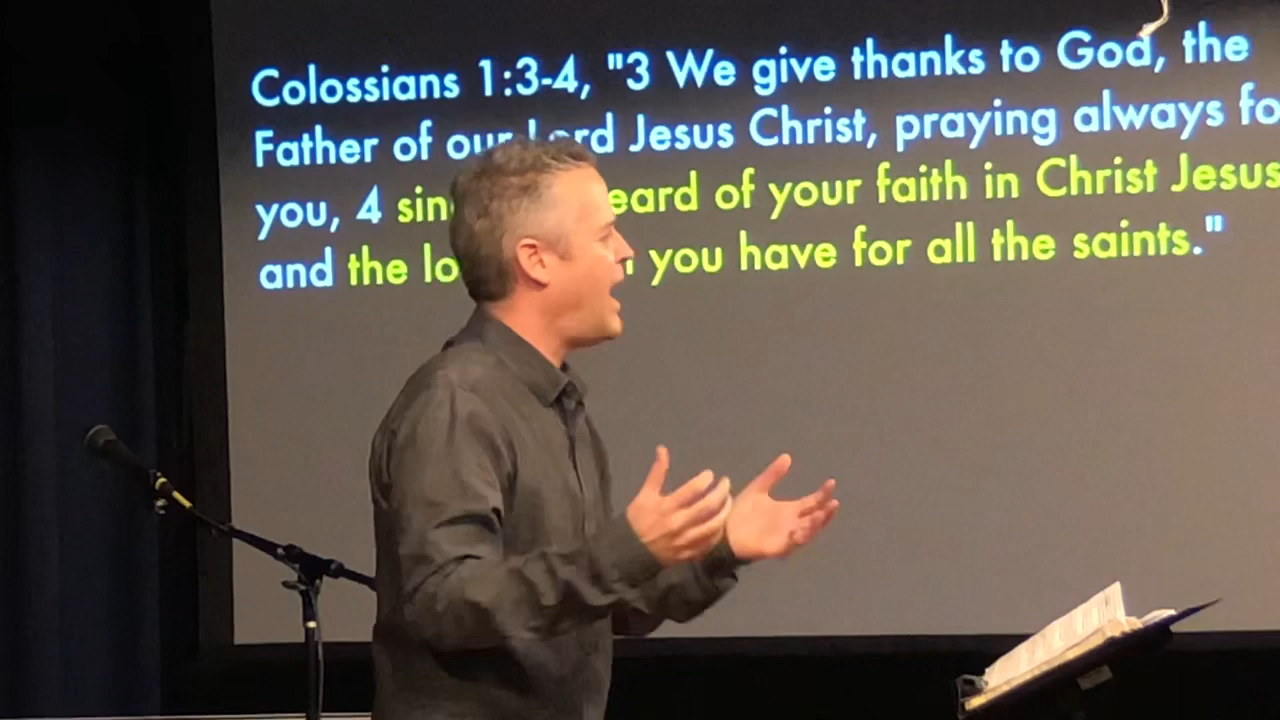 Colossians 1:3-4, "3 We give thanks to God, the
Father of our Lord Jesus Christ, praying always fo
you, 4 sin eard of your faith in Christ Jesus
and the lo you have for all the saints."